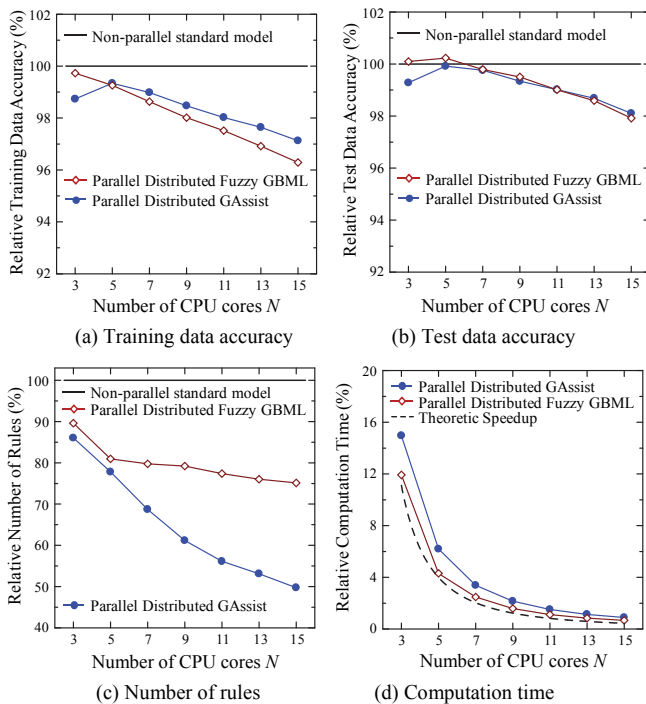 Relative Training Data Accuracy (%)
102
100
98
96
94
92
Non-parallel standard model
Parallel Distributed Fuzzy GBML
Parallel Distributed GAssist
3 5 7 9 11 13 15
Number of CPU cores N
(a) Training data accuracy
Relative Test Data Accuracy (%)
102
100
98
96
94
92
Non-parallel standard model
Parallel Distributed Fuzzy GBML
Parallel Distributed GAssist
3 5 7 9 11 13 15
Number of CPU cores N
(b) Test data accuracy
Relative Number of Rules (%)
100
90
80
70
60
50
40
Non-parallel standard model
Parallel Distributed Fuzzy GBML
Parallel Distributed GAssist
3 5 7 9 11 13 15
Number of CPU cores N
(c) Number of rules
Relative Computation Time (%)
20
16
12
8
4
0
Parallel Distributed GAssist
Parallel Distributed Fuzzy GBML
Theoretic Speedup
3 5 7 9 11 13 15
Number of CPU cores N
(d) Computation time